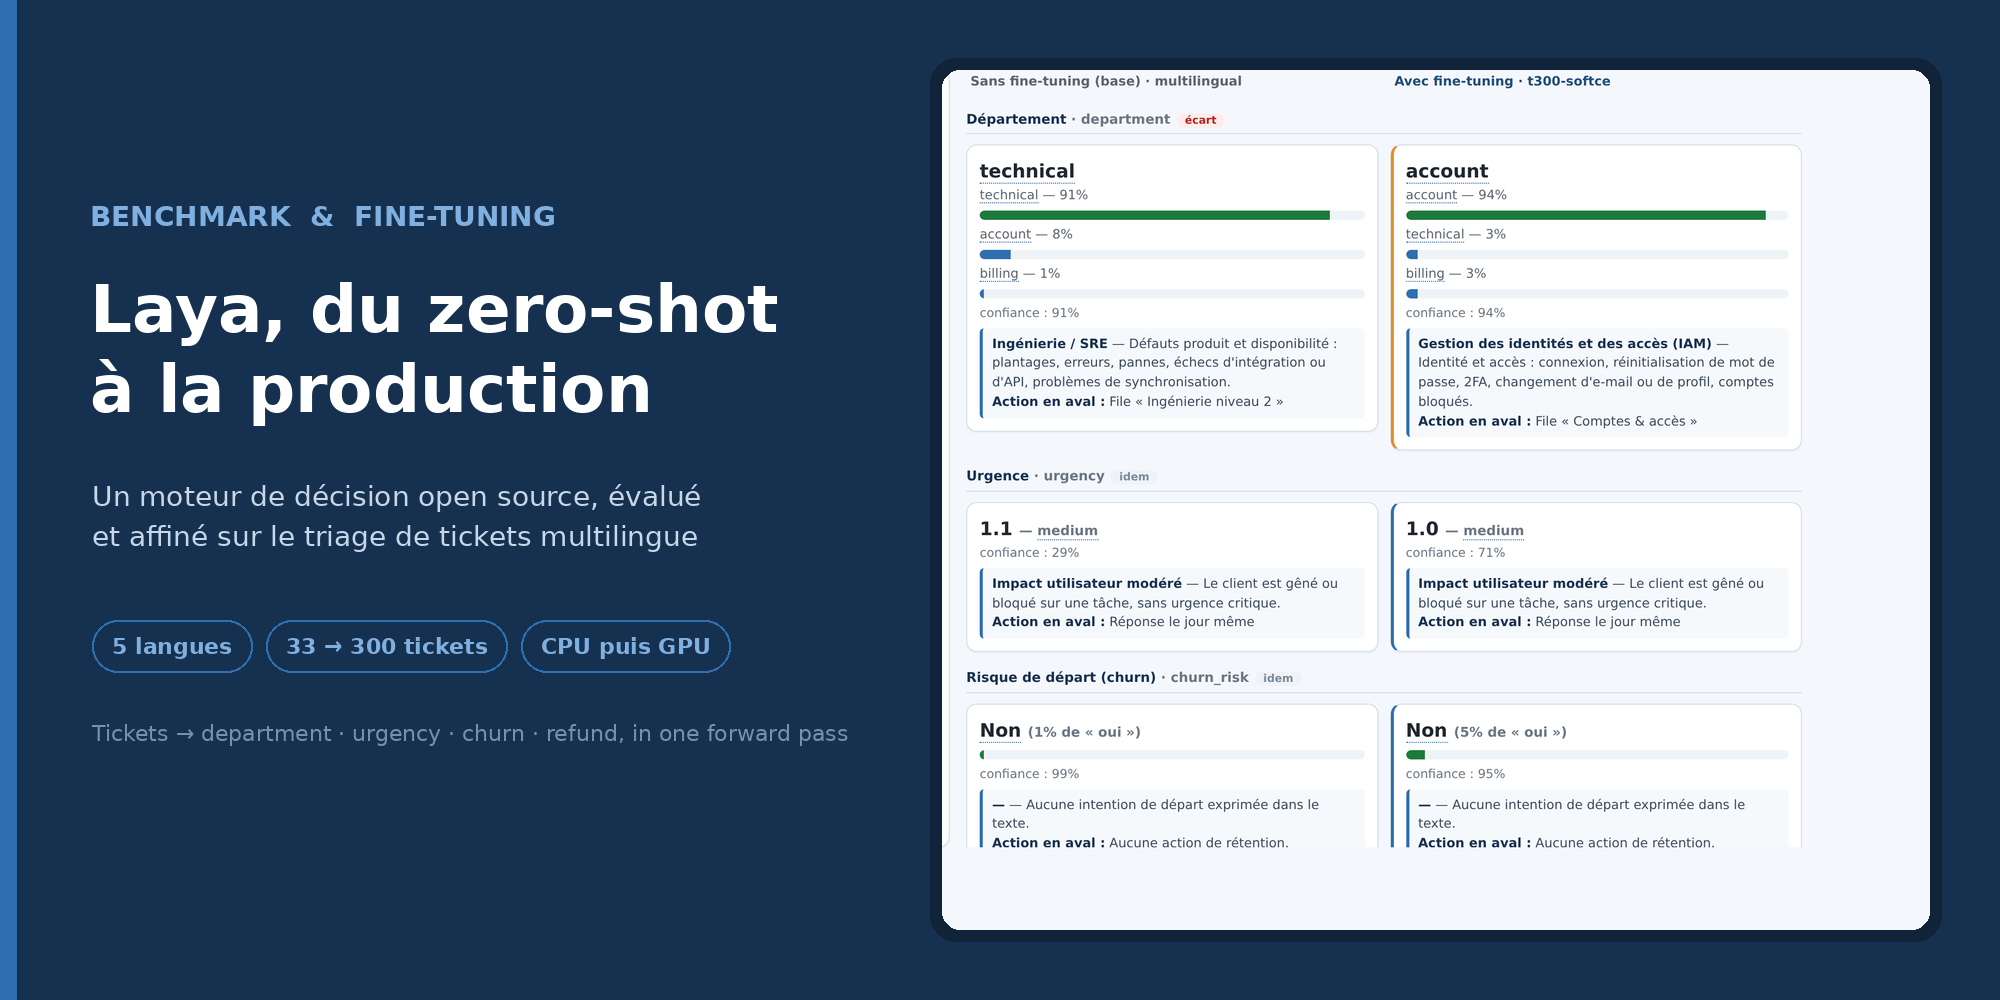 BENCHMARK & FINE-TUNING
Laya, du zero-shot
à la production
Un moteur de décision open source, évalué
et affiné sur le triage de tickets multilingue
5 langues
33 → 300 tickets
CPU puis GPU
Tickets → department · urgency · churn · refund, in one forward pass
Sans fine-tuning (base) · multilingual
Avec fine-tuning · t300-softce
Département · department écart
technical
technical — 91%
account — 8%
billing — 1%
confiance : 91%
Ingénierie / SRE — Défauts produit et disponibilité :
plantages, erreurs, pannes, échecs d'intégration ou
d'API, problèmes de synchronisation.
Action en aval : File « Ingénierie niveau 2 »
account
account — 94%
technical — 3%
billing — 3%
confiance : 94%
Gestion des identités et des accès (IAM) —
Identité et accès : connexion, réinitialisation de mot de
passe, 2FA, changement d'e-mail ou de profil, comptes
bloqués.
Action en aval : File « Comptes & accès »
Urgence · urgency idem
1.1 — medium
confiance : 29%
Impact utilisateur modéré — Le client est gêné ou
bloqué sur une tâche, sans urgence critique.
Action en aval : Réponse le jour même
1.0 — medium
confiance : 71%
Impact utilisateur modéré — Le client est gêné ou
bloqué sur une tâche, sans urgence critique.
Action en aval : Réponse le jour même
Risque de départ (churn) · churn_risk idem
Non (1% de « oui »)
confiance : 99%
— — Aucune intention de départ exprimée dans le
texte.
Action en aval : Aucune action de rétention.
Non (5% de « oui »)
confiance : 95%
— — Aucune intention de départ exprimée dans le
texte.
Action en aval : Aucune action de rétention.